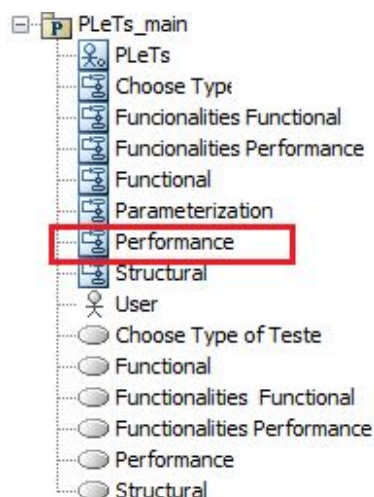 PLeTs_main
PLeTs
Choose Type
Funcionalities Functional
Funcionalities Performance
Functional
Parameterization
Performance
Structural
User
Choose Type of Teste
Functional
Functionalities Functional
Functionalities Performance
Performance
Structural